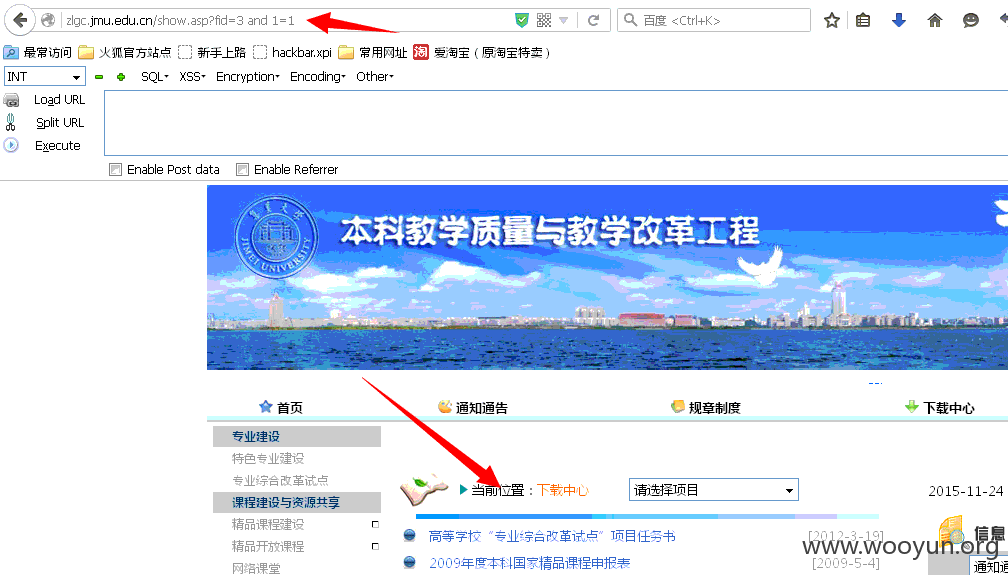 zlgc.jmu.edu.cn/show.asp?fid=3 and 1=1
百度 <Ctrl+K>
最常访问 火狐官方站点 新手上路 hackbar.xpi 常用网址 淘 爱淘宝（原淘宝特卖）
INT SQL XSS Encryption Encoding Other
Load URL
Split URL
Execute
Enable Post data Enable Referrer
集美大学
JIMEI UNIVERSITY
本科教学质量与教学改革工程
首页 通知通告 规章制度 下载中心
专业建设
特色专业建设
专业综合改革试点
课程建设与资源共享
精品课程建设
精品开放课程
网络课堂
当前位置：下载中心 请选择项目 2015-11-24
高等学校“专业综合改革试点”项目任务书 [2012-3-19]
2009年度本科国家精品课程申报表 [2009-5-4]
信息
通知通
www.wooyun.org